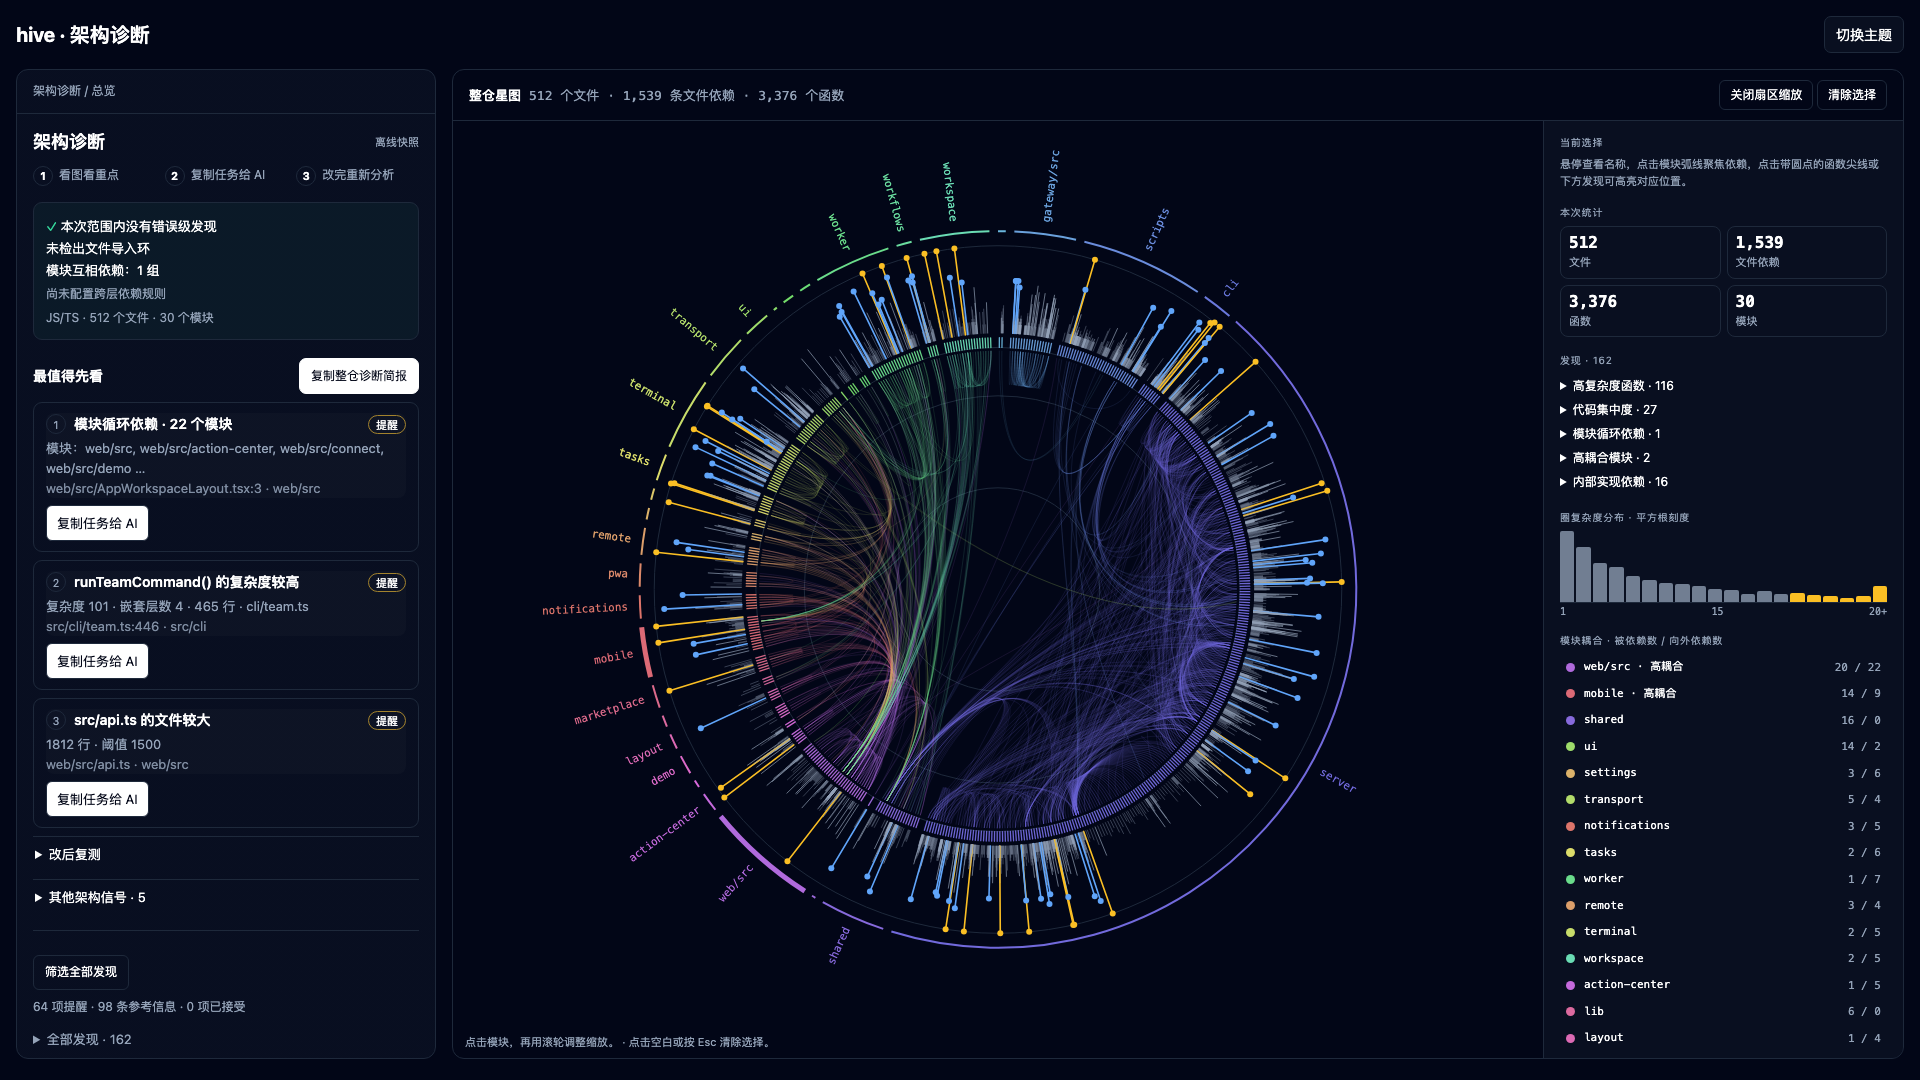 hive · 架构诊断
切换主题
架构诊断 / 总览
架构诊断
离线快照
1 看图看重点
2 复制任务给 AI
3 改完重新分析
✓ 本次范围内没有错误级发现
未检出文件导入环
模块互相依赖：1 组
尚未配置跨层依赖规则
JS/TS · 512 个文件 · 30 个模块
最值得先看
复制整仓诊断简报
1 模块循环依赖 · 22 个模块
提醒
模块：web/src, web/src/action-center, web/src/connect,
web/src/demo ...
web/src/AppWorkspaceLayout.tsx:3 · web/src
复制任务给 AI
2 runTeamCommand() 的复杂度较高
提醒
复杂度 101 · 嵌套层数 4 · 465 行 · cli/team.ts
src/cli/team.ts:446 · src/cli
复制任务给 AI
3 src/api.ts 的文件较大
提醒
1812 行 · 阈值 1500
web/src/api.ts · web/src
复制任务给 AI
▶ 改后复测
▶ 其他架构信号 · 5
筛选全部发现
64 项提醒 · 98 条参考信息 · 0 项已接受
▶ 全部发现 · 162
整仓星图 512 个文件 · 1,539 条文件依赖 · 3,376 个函数
关闭扇区缩放
清除选择
gateway/src
scripts
cli
server
shared
web/src
action-center
demo
layout
marketplace
mobile
notifications
pwa
remote
tasks
terminal
transport
ui
worker
workflows
workspace
点击模块，再用滚轮调整缩放。 · 点击空白或按 Esc 清除选择。
当前选择
悬停查看名称，点击模块弧线聚焦依赖，点击带圆点的函数尖线或
下方发现可高亮对应位置。
本次统计
512
文件
1,539
文件依赖
3,376
函数
30
模块
发现 · 162
▶ 高复杂度函数 · 116
▶ 代码集中度 · 27
▶ 模块循环依赖 · 1
▶ 高耦合模块 · 2
▶ 内部实现依赖 · 16
圈复杂度分布 · 平方根刻度
1 15 20+
模块耦合 · 被依赖数 / 向外依赖数
web/src · 高耦合 20 / 22
mobile · 高耦合 14 / 9
shared 16 / 0
ui 14 / 2
settings 3 / 6
transport 5 / 4
notifications 3 / 5
tasks 2 / 6
worker 1 / 7
remote 3 / 4
terminal 2 / 5
workspace 2 / 5
action-center 1 / 5
lib 6 / 0
layout 1 / 4